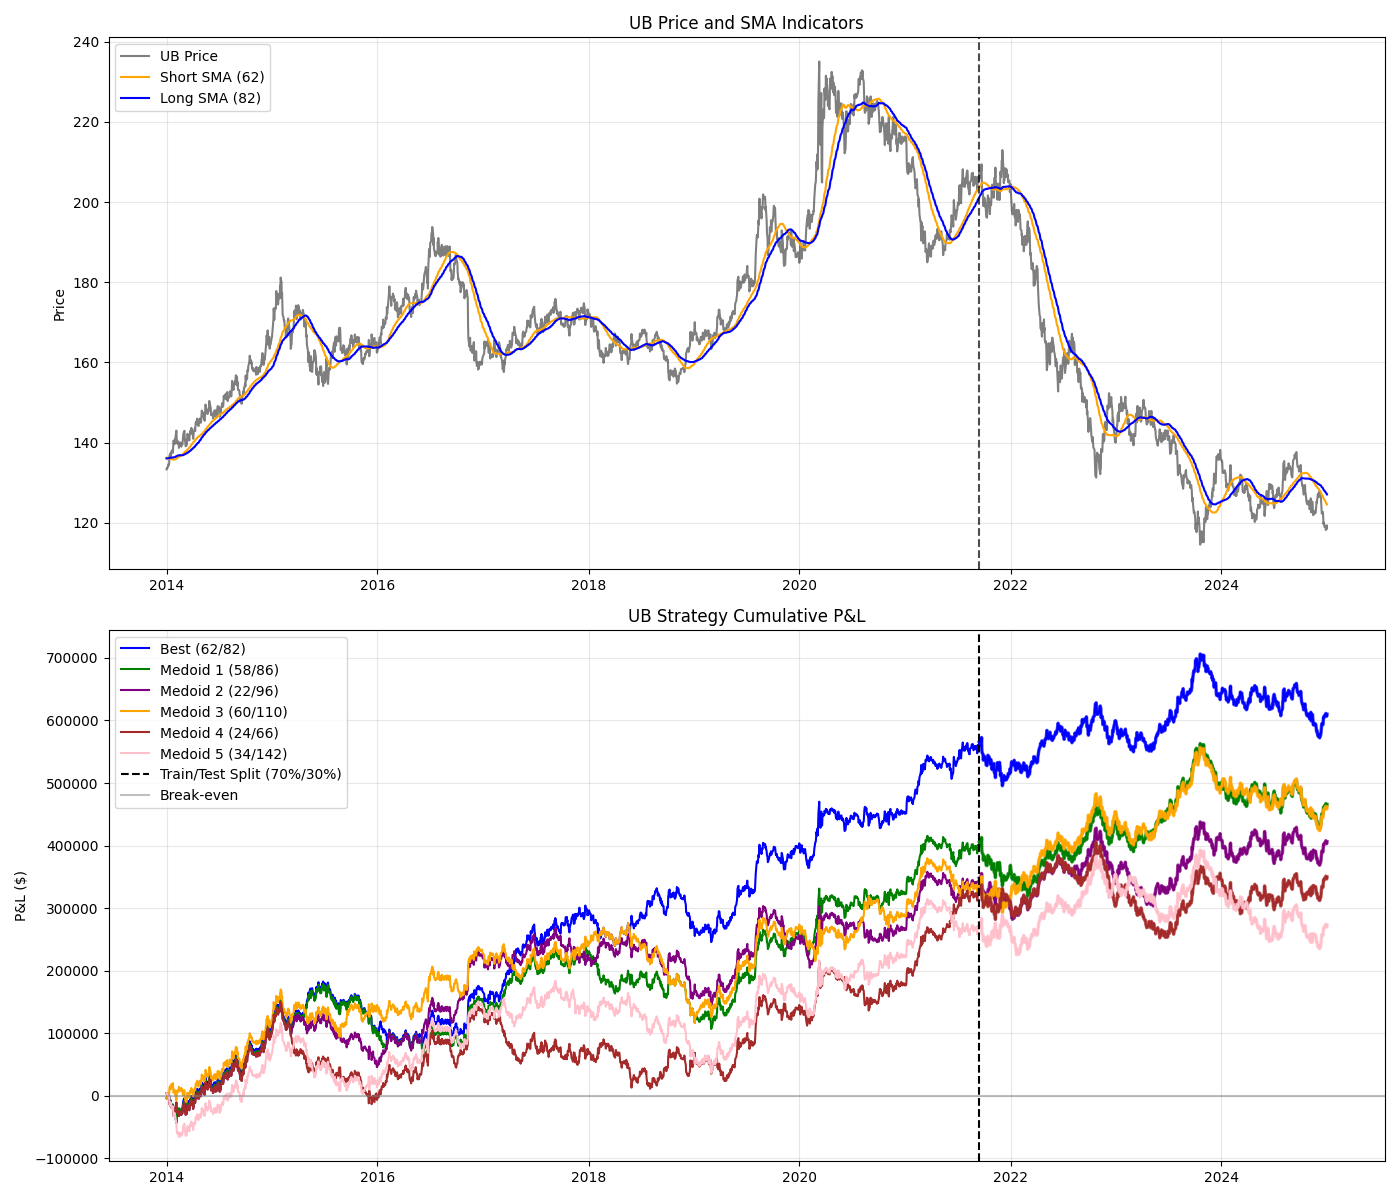 UB Price and SMA Indicators
UB Price
Short SMA (62)
Long SMA (82)
Price
240
220
200
180
160
140
120
2014
2016
2018
2020
2022
2024
UB Strategy Cumulative P&L
Best (62/82)
Medoid 1 (58/86)
Medoid 2 (22/96)
Medoid 3 (60/110)
Medoid 4 (24/66)
Medoid 5 (34/142)
Train/Test Split (70%/30%)
Break-even
P&L ($)
700000
600000
500000
400000
300000
200000
100000
0
−100000
2014
2016
2018
2020
2022
2024